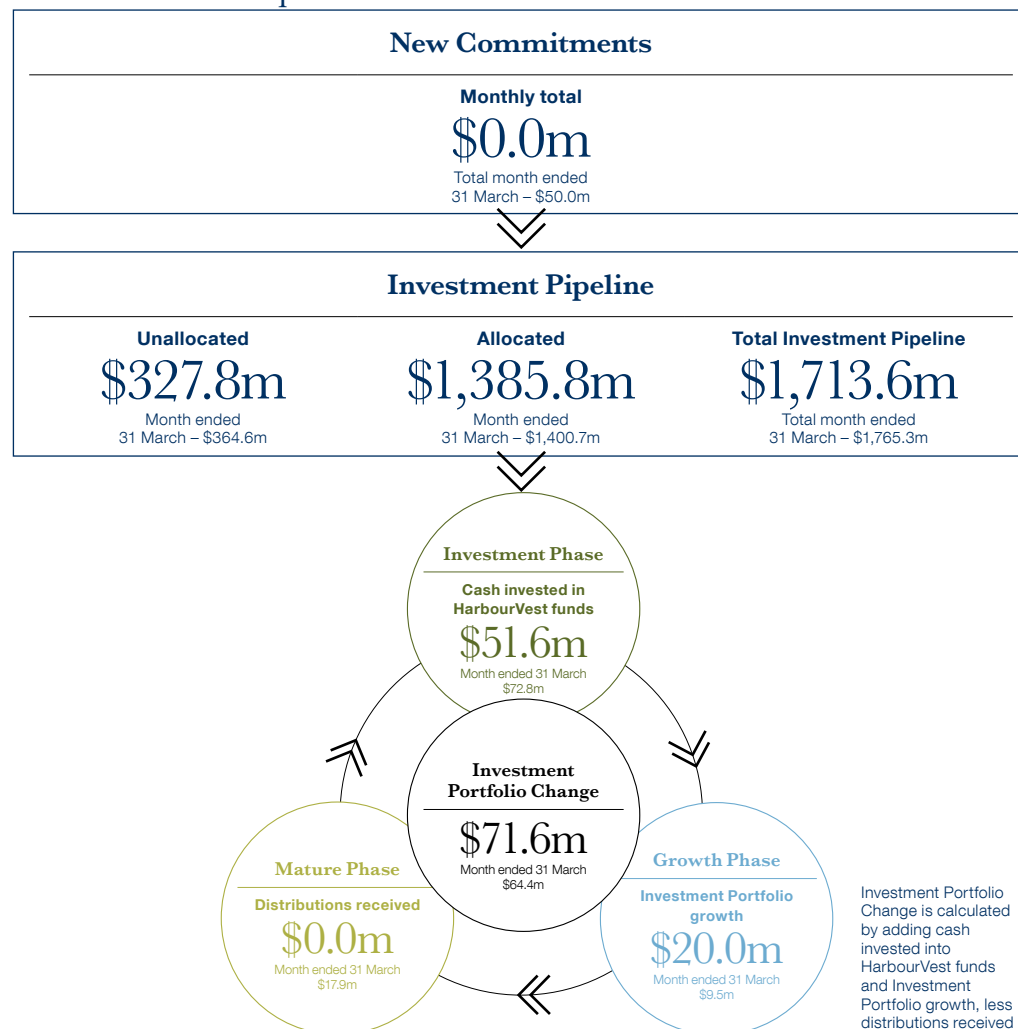 New Commitments
Monthly total
$0.0m
Total month ended
31 March – $50.0m
Investment Pipeline
Unallocated
$327.8m
Month ended
31 March – $364.6m
Allocated
$1,385.8m
Month ended
31 March – $1,400.7m
Total Investment Pipeline
$1,713.6m
Total month ended
31 March – $1,765.3m
Investment Phase
Cash invested in
HarbourVest funds
$51.6m
Month ended 31 March
$72.8m
Investment
Portfolio Change
$71.6m
Month ended 31 March
$64.4m
Mature Phase
Distributions received
$0.0m
Month ended 31 March
$17.9m
Growth Phase
Investment Portfolio
growth
$20.0m
Month ended 31 March
$9.5m
Investment Portfolio
Change is calculated
by adding cash
invested into
HarbourVest funds
and Investment
Portfolio growth, less
distributions received